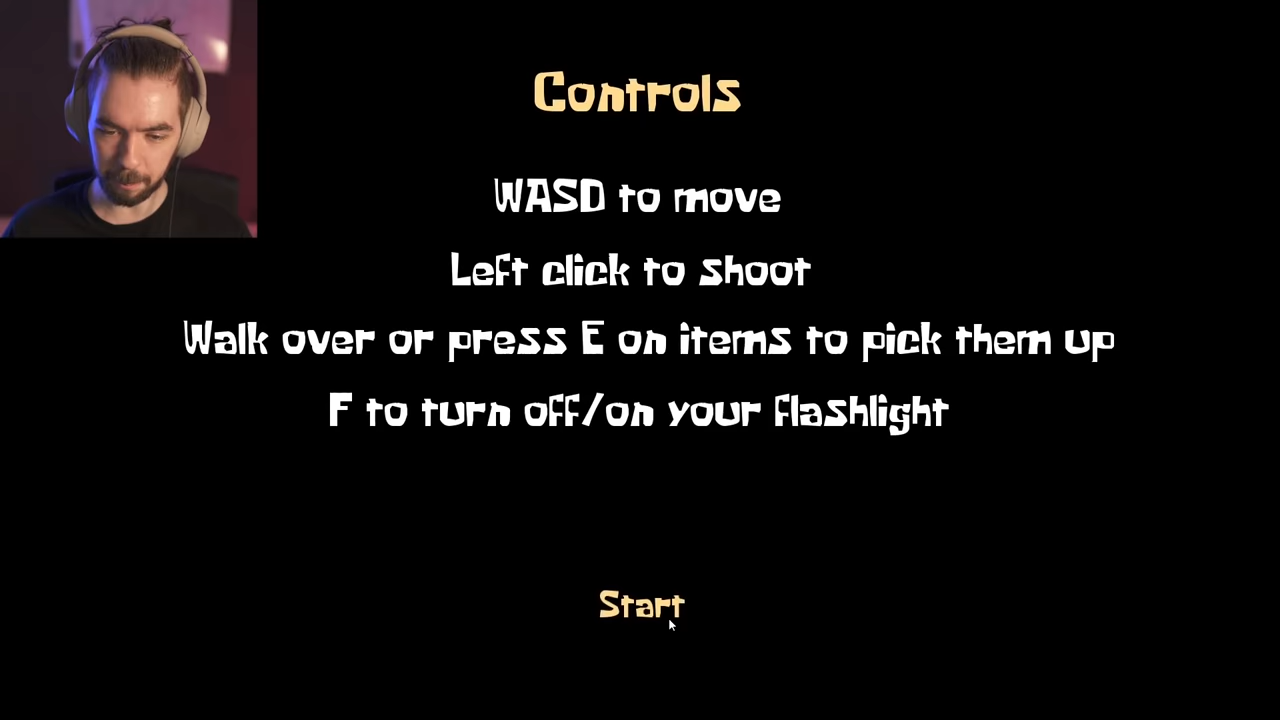 Controls
WASD to move
Left click to shoot
Walk over or press E on items to pick them up
F to turn off/on your flashlight
Start